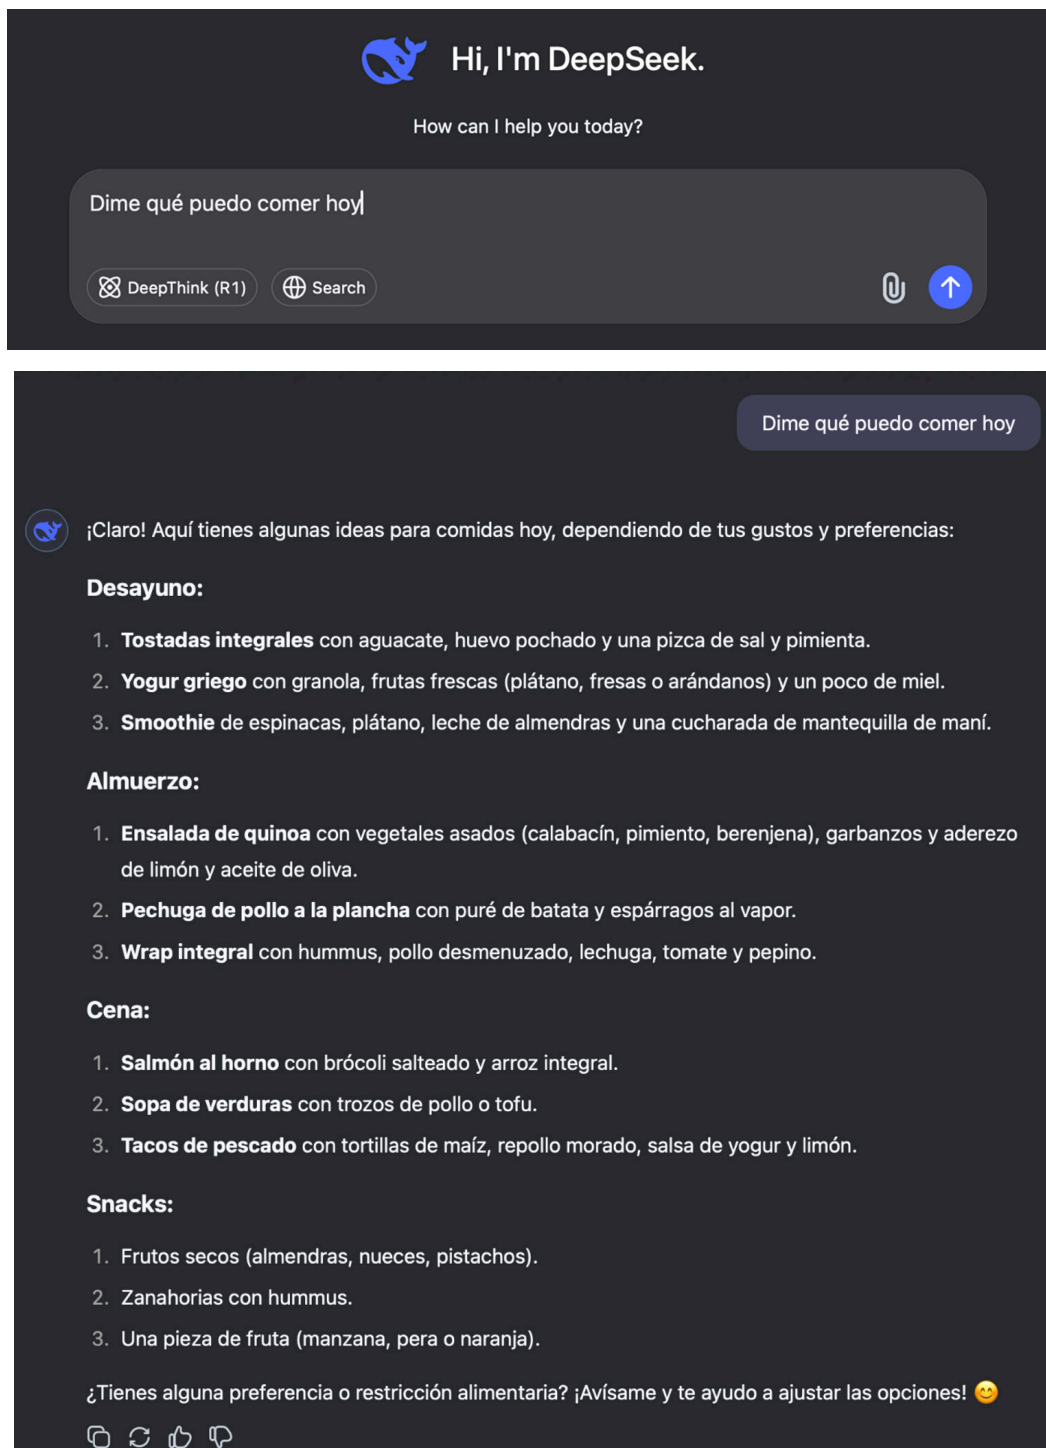 Hi, I'm DeepSeek.
How can I help you today?
Dime qué puedo comer hoy
DeepThink (R1) Search
Dime qué puedo comer hoy
¡Claro! Aquí tienes algunas ideas para comidas hoy, dependiendo de tus gustos y preferencias:
Desayuno:
1. Tostadas integrales con aguacate, huevo pochado y una pizca de sal y pimienta.
2. Yogur griego con granola, frutas frescas (plátano, fresas o arándanos) y un poco de miel.
3. Smoothie de espinacas, plátano, leche de almendras y una cucharada de mantequilla de maní.
Almuerzo:
1. Ensalada de quinoa con vegetales asados (calabacín, pimiento, berenjena), garbanzos y aderezo
de limón y aceite de oliva.
2. Pechuga de pollo a la plancha con puré de batata y espárragos al vapor.
3. Wrap integral con hummus, pollo desmenuzado, lechuga, tomate y pepino.
Cena:
1. Salmón al horno con brócoli salteado y arroz integral.
2. Sopa de verduras con trozos de pollo o tofu.
3. Tacos de pescado con tortillas de maíz, repollo morado, salsa de yogur y limón.
Snacks:
1. Frutos secos (almendras, nueces, pistachos).
2. Zanahorias con hummus.
3. Una pieza de fruta (manzana, pera o naranja).
¿Tienes alguna preferencia o restricción alimentaria? ¡Avísame y te ayudo a ajustar las opciones! 😊